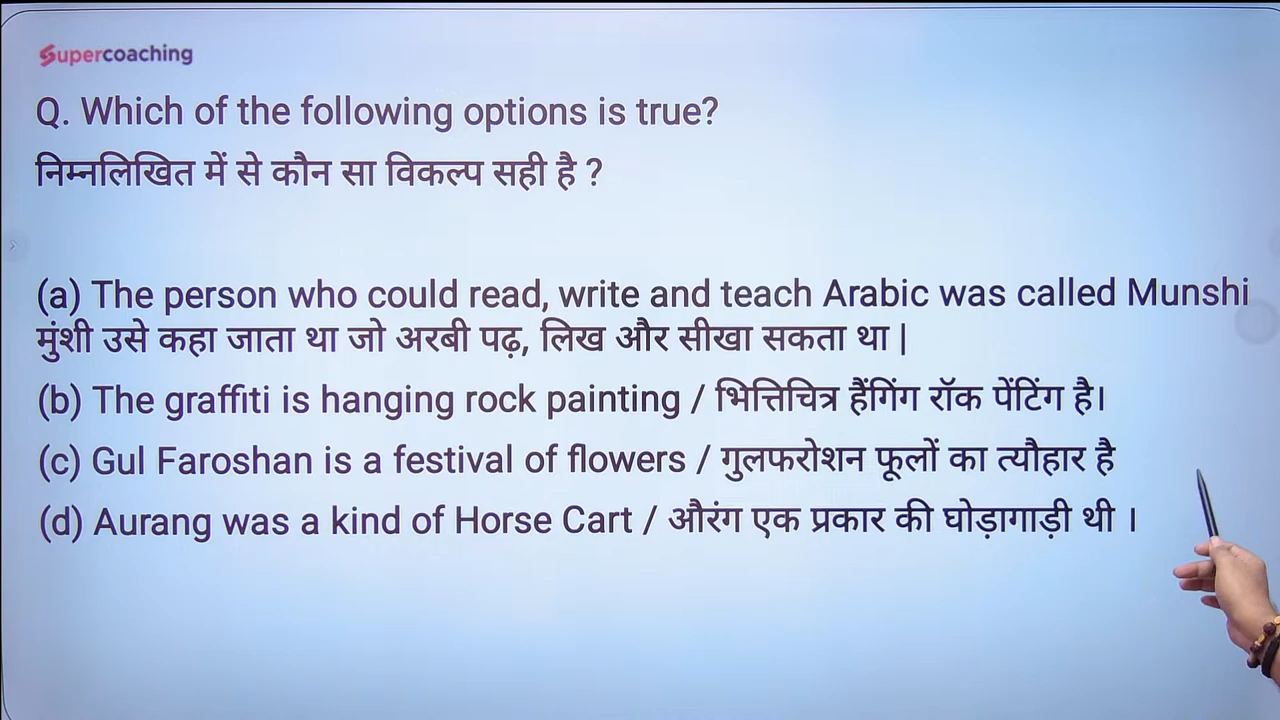 Supercoaching
Q. Which of the following options is true?
निम्नलिखित में से कौन सा विकल्प सही है ?
(a) The person who could read, write and teach Arabic was called Munshi
मुंशी उसे कहा जाता था जो अरबी पढ़, लिख और सीखा सकता था |
(b) The graffiti is hanging rock painting / भित्तिचित्र हैंगिंग रॉक पेंटिंग है।
(c) Gul Faroshan is a festival of flowers / गुलफरोशन फूलों का त्यौहार है
(d) Aurang was a kind of Horse Cart / औरंग एक प्रकार की घोड़ागाड़ी थी ।